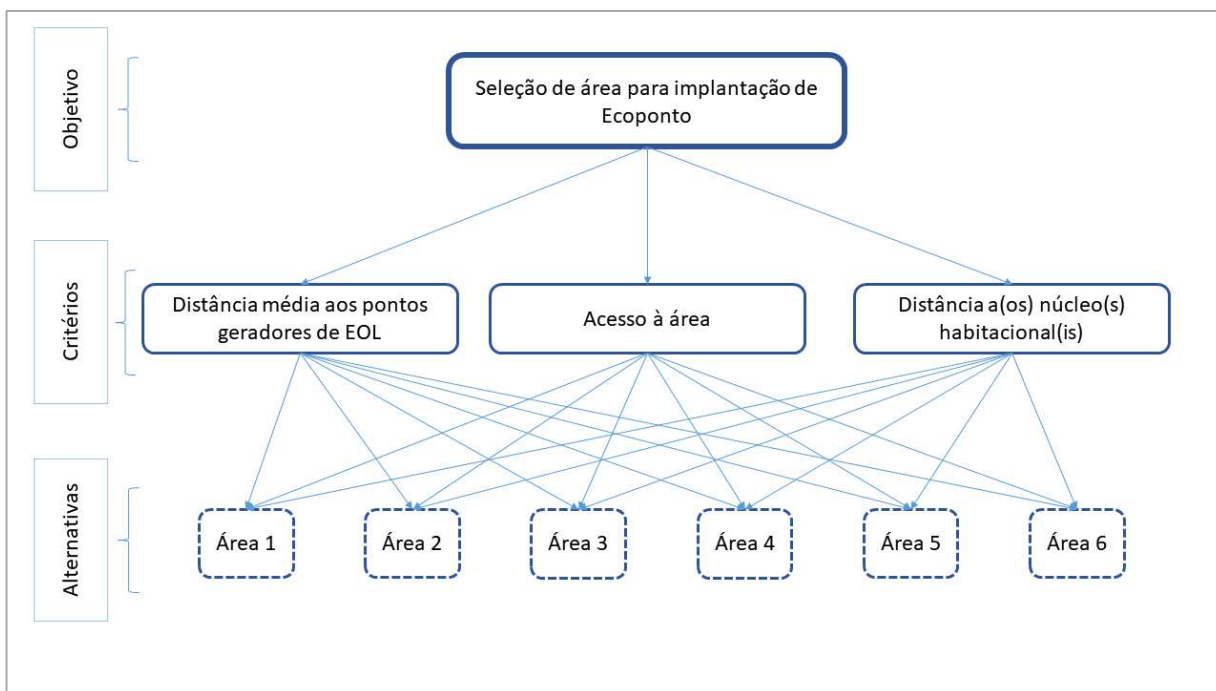 Objetivo
Seleção de área para implantação de
Ecoponto
Critérios
Distância média aos pontos
geradores de EOL
Acesso à área
Distância a(os) núcleo(s)
habitacional(is)
Alternativas
Área 1
Área 2
Área 3
Área 4
Área 5
Área 6